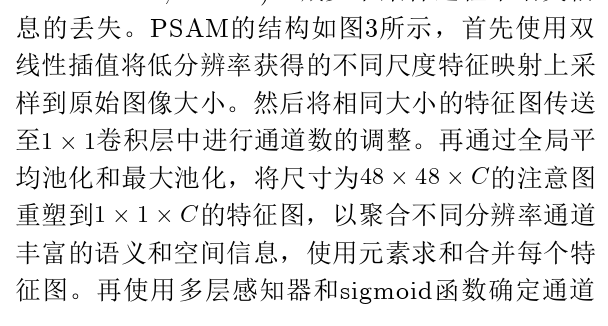 息的丢失。PSAM的结构如图3所示，首先使用双
线性插值将低分辨率获得的不同尺度特征映射上采
样到原始图像大小。然后将相同大小的特征图传送
至1 × 1卷积层中进行通道数的调整。再通过全局平
均池化和最大池化，将尺寸为48 × 48 × C的注意图
重塑到1 × 1 × C的特征图，以聚合不同分辨率通道
丰富的语义和空间信息，使用元素求和合并每个特
征图。再使用多层感知器和sigmoid函数确定通道